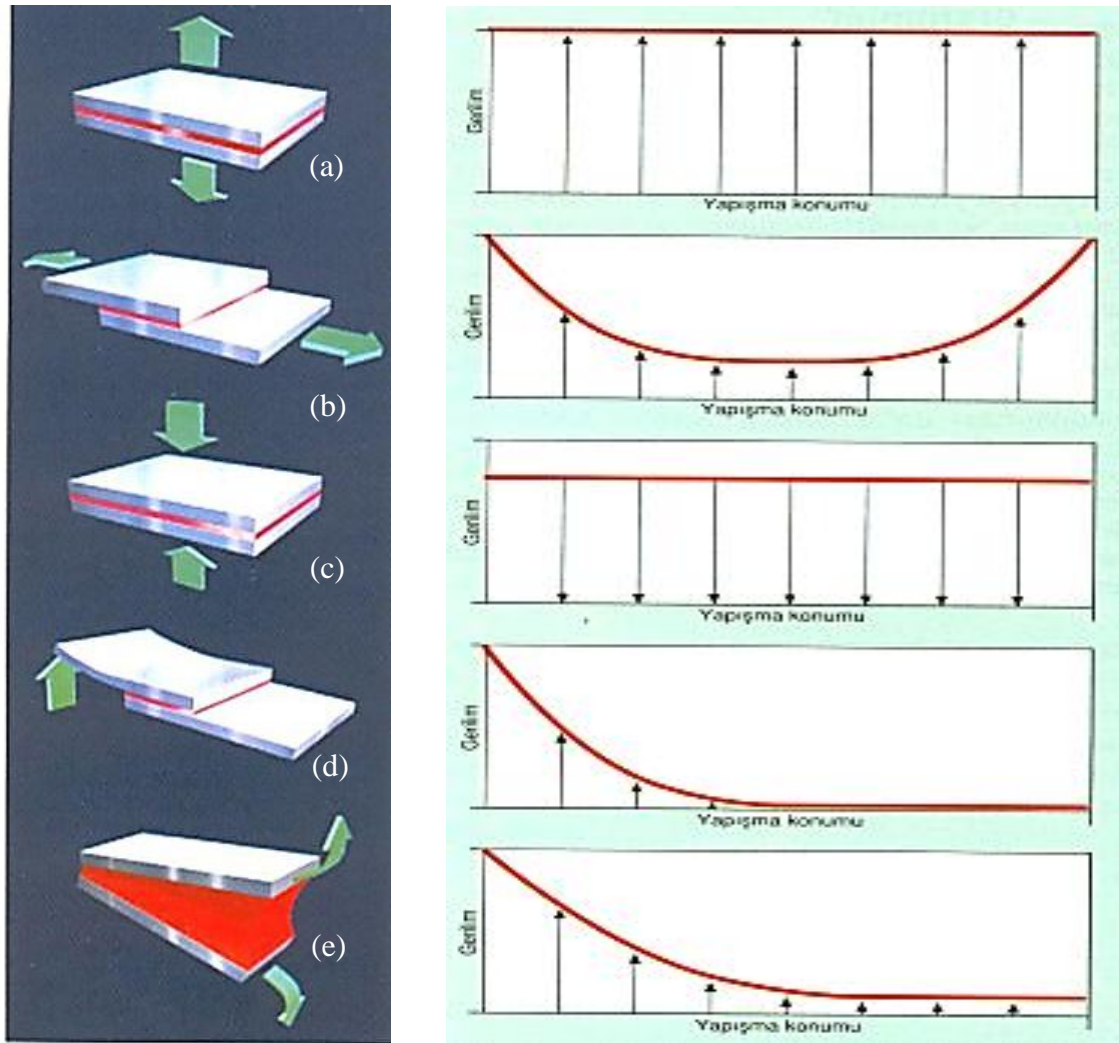 (a)
Gerilim
Yapışma konumu
(b)
Gerilim
Yapışma konumu
(c)
Gerilim
Yapışma konumu
(d)
Gerilim
Yapışma konumu
(e)
Gerilim
Yapışma konumu